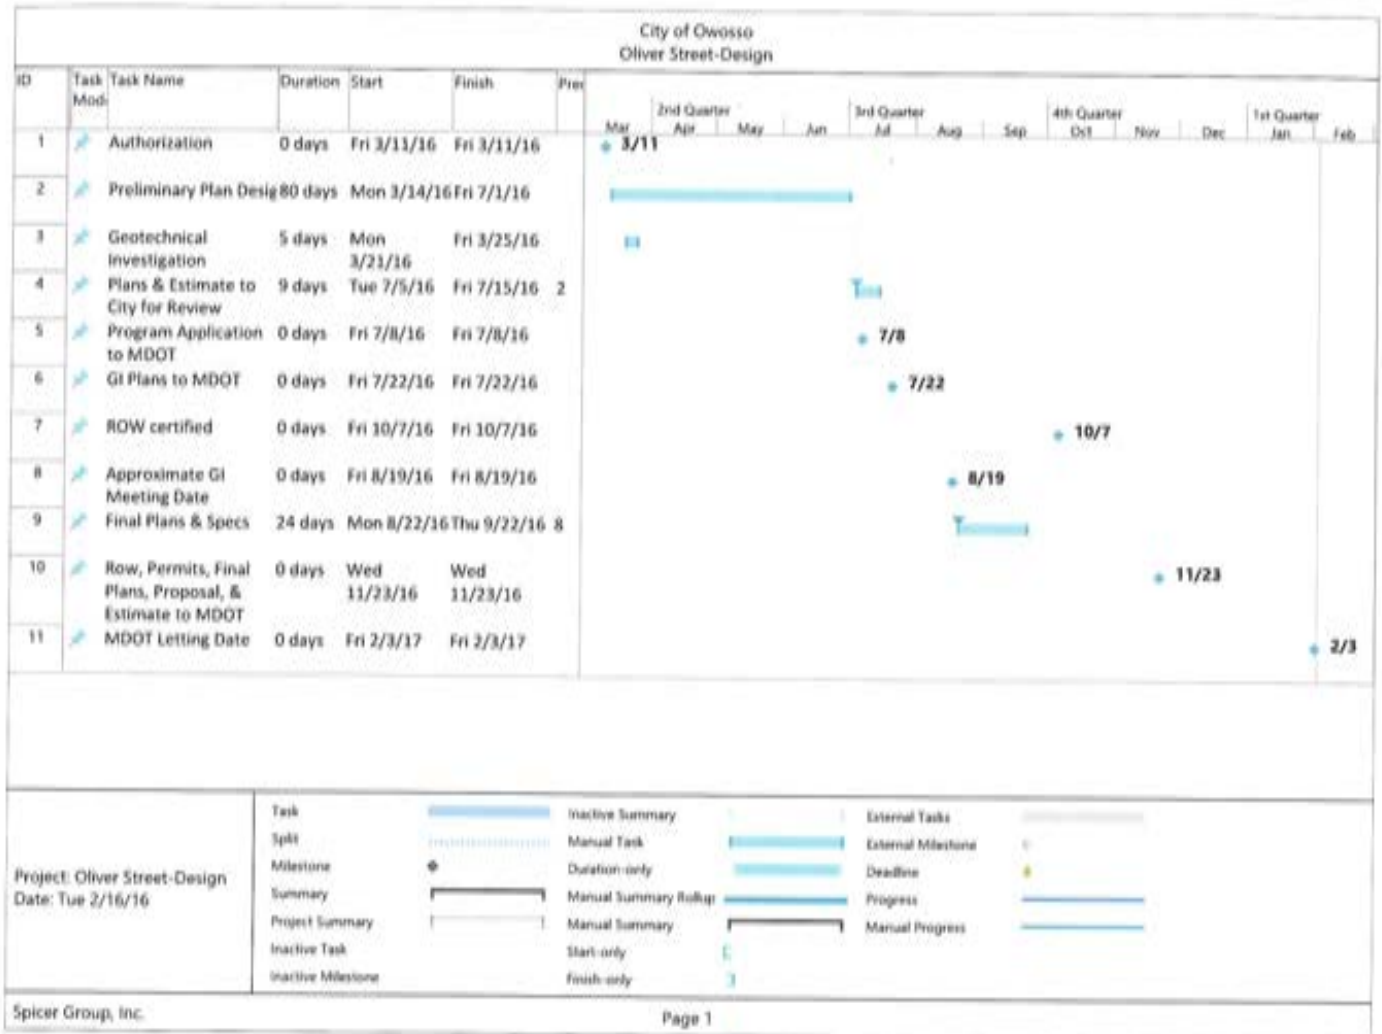 City of Owosso
Oliver Street-Design
ID Task Task Name Duration Start Finish
Mod
2nd Quarter 3rd Quarter 4th Quarter 1st Quarter
Mar Apr May Jun Jul Aug Sep Oct Nov Dec Jan Feb
1 Authorization 0 days Fri 3/11/16 Fri 3/11/16 3/11
2 Preliminary Plan Desig 80 days Mon 3/14/16 Fri 7/1/16
3 Geotechnical 5 days Mon Fri 3/25/16
Investigation 3/21/16
4 Plans & Estimate to 9 days Tue 7/5/16 Fri 7/15/16 2
City for Review
5 Program Application 0 days Fri 7/8/16 Fri 7/8/16 7/8
to MDOT
6 GI Plans to MDOT 0 days Fri 7/22/16 Fri 7/22/16 7/22
7 ROW certified 0 days Fri 10/7/16 Fri 10/7/16 10/7
8 Approximate GI 0 days Fri 8/19/16 Fri 8/19/16 8/19
Meeting Date
9 Final Plans & Specs 24 days Mon 8/22/16 Thu 9/22/16 8
10 Row, Permits, Final 0 days Wed Wed 11/23
Plans, Proposal, & 11/23/16 11/23/16
Estimate to MDOT
11 MDOT Letting Date 0 days Fri 2/3/17 Fri 2/3/17 2/3
Project: Oliver Street-Design
Date: Tue 2/16/16
Task Inactive Summary External Tasks
Split Manual Task External Milestone
Milestone Duration-only Deadline
Summary Manual Summary Rollup Progress
Project Summary Manual Summary Manual Progress
Inactive Task Start-only
Inactive Milestone Finish-only
Spicer Group, Inc. Page 1